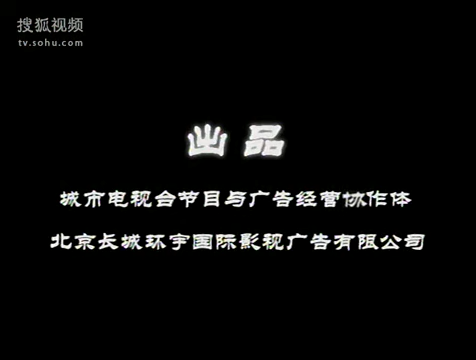 搜狐视频
tv.sohu.com
出品
城市电视台节目与广告经营协作体
北京长城环宇国际影视广告有限公司